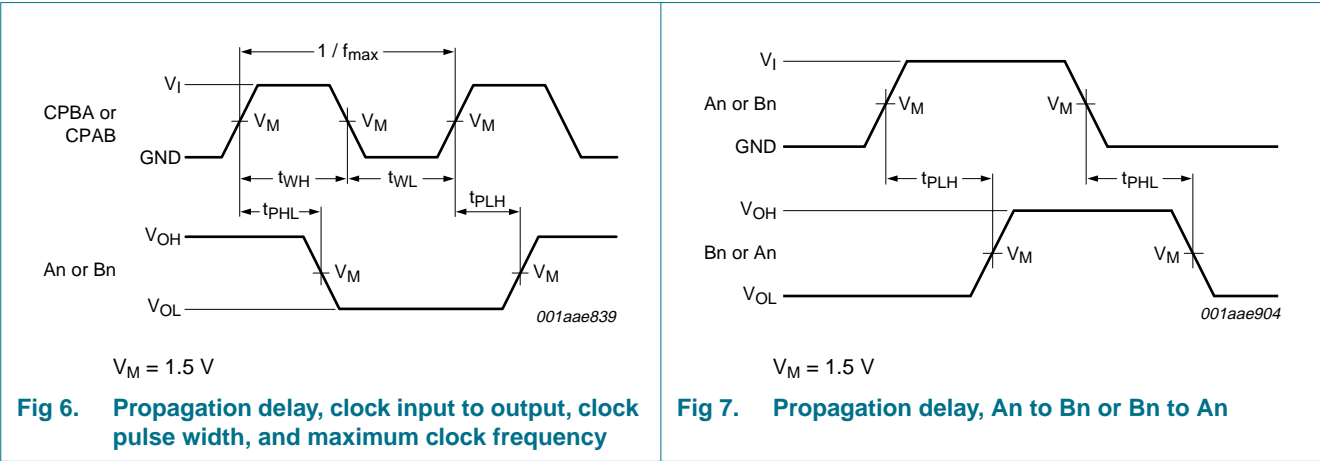 1 / fmax
VI
CPBA or
CPAB
VM
VM
VM
GND
tWH
tWL
tPHL
tPLH
VOH
An or Bn
VM
VM
VOL
001aae839
VM = 1.5 V
Fig 6. Propagation delay, clock input to output, clock
pulse width, and maximum clock frequency
VI
An or Bn
VM
VM
GND
tPLH
tPHL
VOH
Bn or An
VM
VM
VOL
001aae904
VM = 1.5 V
Fig 7. Propagation delay, An to Bn or Bn to An